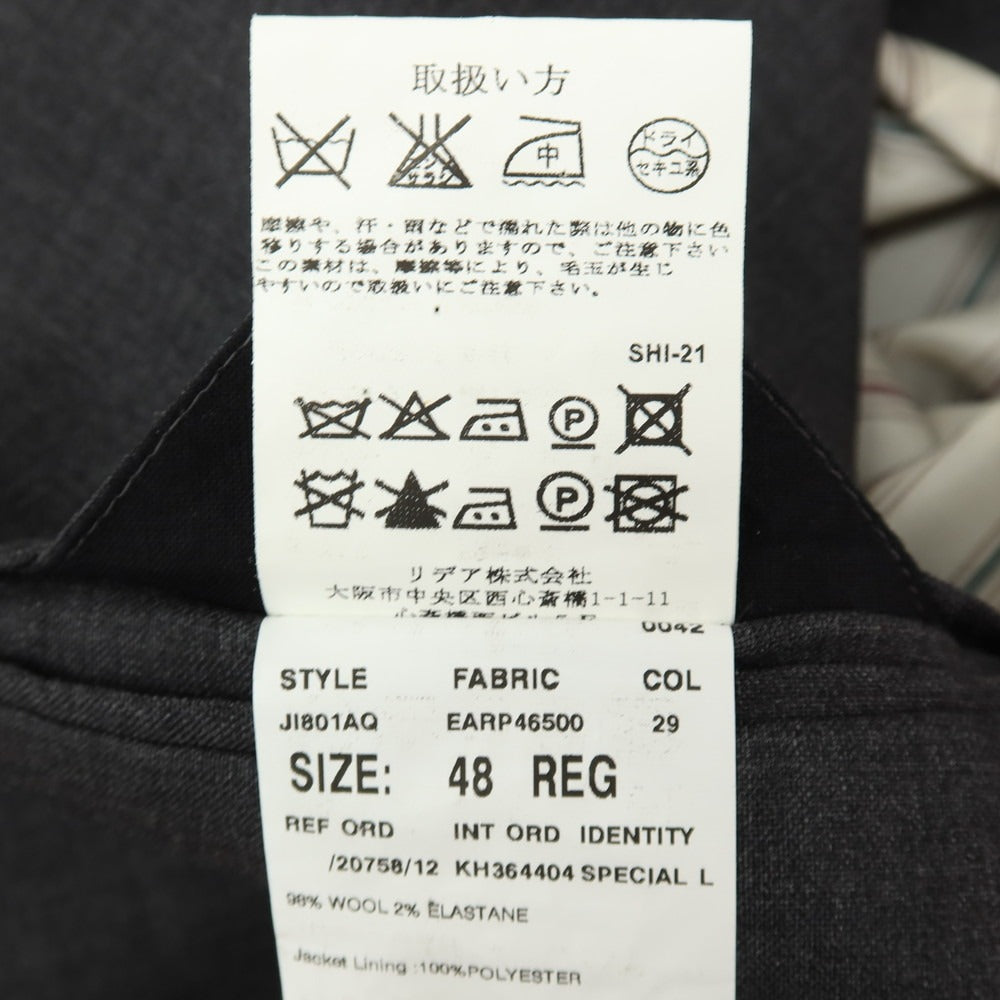 取扱い方
エンソ
サラシ
中
ドライ
セキユ系
摩擦や、汗・雨などで濡れた際は他の物に色
移りする場合がありますので、ご注意下さい
この素材は、摩擦等により、毛玉が生じ
やすいので取扱いにご注意下さい。
SHI-21
P
P
リデア株式会社
大阪市中央区西心斎橋1-1-11
0042
STYLE FABRIC COL
JI801AQ EARP46500 29
SIZE: 48 REG
REF ORD INT ORD IDENTITY
/20758/12 KH364404 SPECIAL L
98% WOOL 2% ELASTANE
Jacket Lining :100%POLYESTER